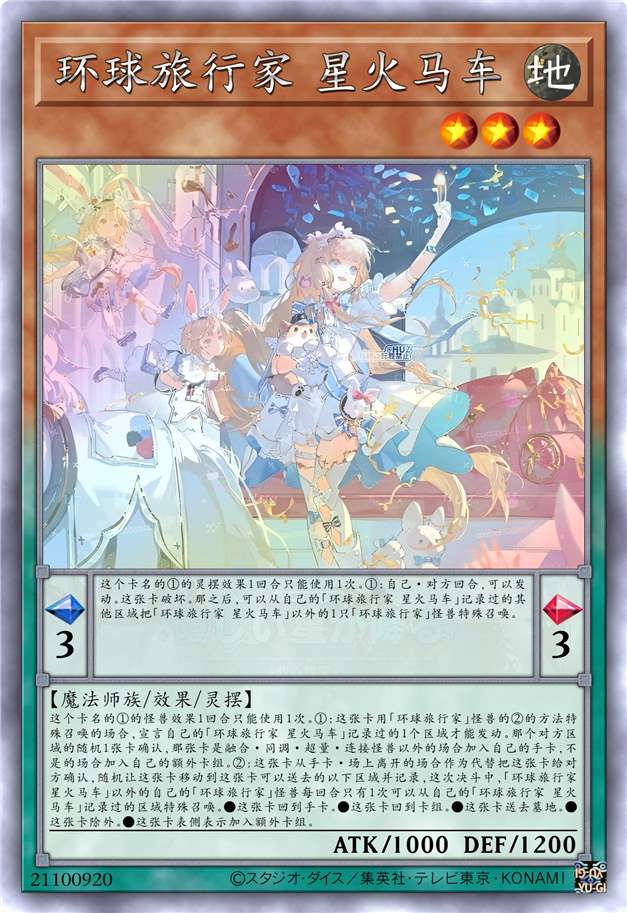 环球旅行家 星火马车 地
这个卡名的①的灵摆效果1回合只能使用1次。①:自己·对方回合,可以发
动。这张卡破坏。那之后,可以从自己的「环球旅行家 星火马车」记录过的其
他区域把「环球旅行家 星火马车」以外的1只「环球旅行家」怪兽特殊召唤。
3
3
【魔法师族/效果/灵摆】
这个卡名的①的怪兽效果1回合只能使用1次。①:这张卡用「环球旅行家」怪兽的②的方法特
殊召唤的场合,宣言自己的「环球旅行家 星火马车」记录过的1个区域才能发动。那个对方区
域的随机1张卡确认,那张是融合·同调·超量·连接怪兽以外的场合加入自己的手卡,不
是的场合加入自己的额外卡组。②:这张卡从手卡·场上离开的场合作为代替把这张卡给对
方确认,随机让这张卡移动到这张卡可以送去的以下区域并记录,这次决斗中,「环球旅行家
星火马车」以外的自己的「环球旅行家」怪兽每回合只有1次可以从自己的「环球旅行家 星火马
车」记录过的区域特殊召唤。●这张卡回到手卡。●这张卡回到卡组。●这张卡送去墓地。●
这张卡除外。●这张卡表侧表示加入额外卡组。
ATK/1000 DEF/1200
21100920
©スタジオ·ダイス/集英社·テレビ東京·KONAMI